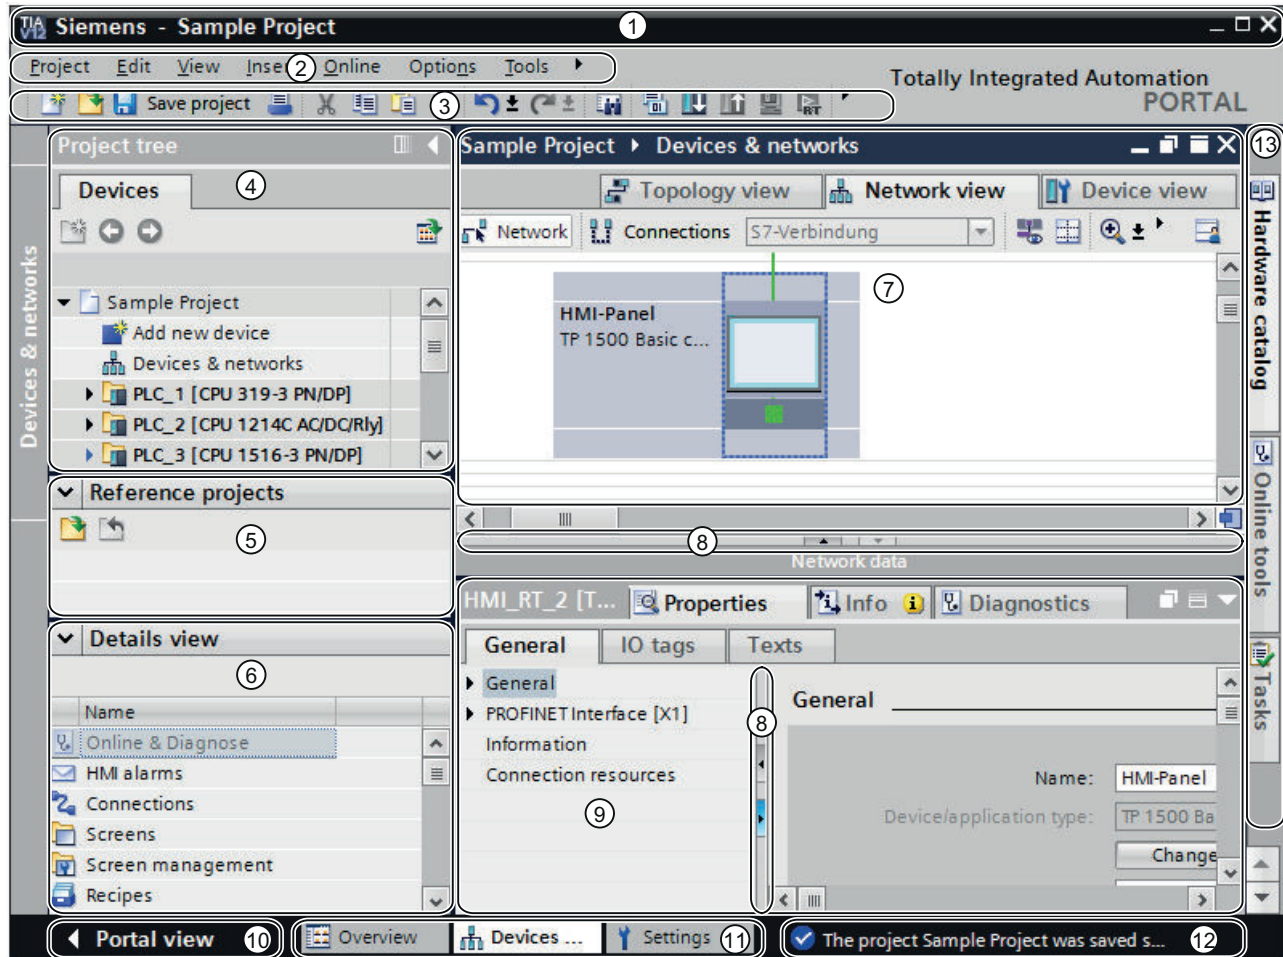 TIA V12 Siemens - Sample Project 1
Project Edit View Inser 2 Online Options Tools
Totally Integrated Automation
PORTAL
Save project 3
Project tree
Devices 4
Devices & networks
Sample Project
Add new device
Devices & networks
PLC_1 [CPU 319-3 PN/DP]
PLC_2 [CPU 1214C AC/DC/Rly]
PLC_3 [CPU 1516-3 PN/DP]
Reference projects
5
Details view
6
Name
Online & Diagnose
HMI alarms
Connections
Screens
Screen management
Recipes
Sample Project Devices & networks
Topology view Network view Device view
Network Connections S7-Verbindung
7
HMI-Panel
TP 1500 Basic c...
8
Network data
HMI_RT_2 [T... Properties Info Diagnostics
General IO tags Texts
General
PROFINET Interface [X1]
Information
Connection resources
9
8
General
Name: HMI-Panel
Device/application type: TP 1500 Ba
Change
13
Hardware catalog
Online tools
Tasks
Portal view 10
Overview Devices ... Settings 11
The project Sample Project was saved s... 12